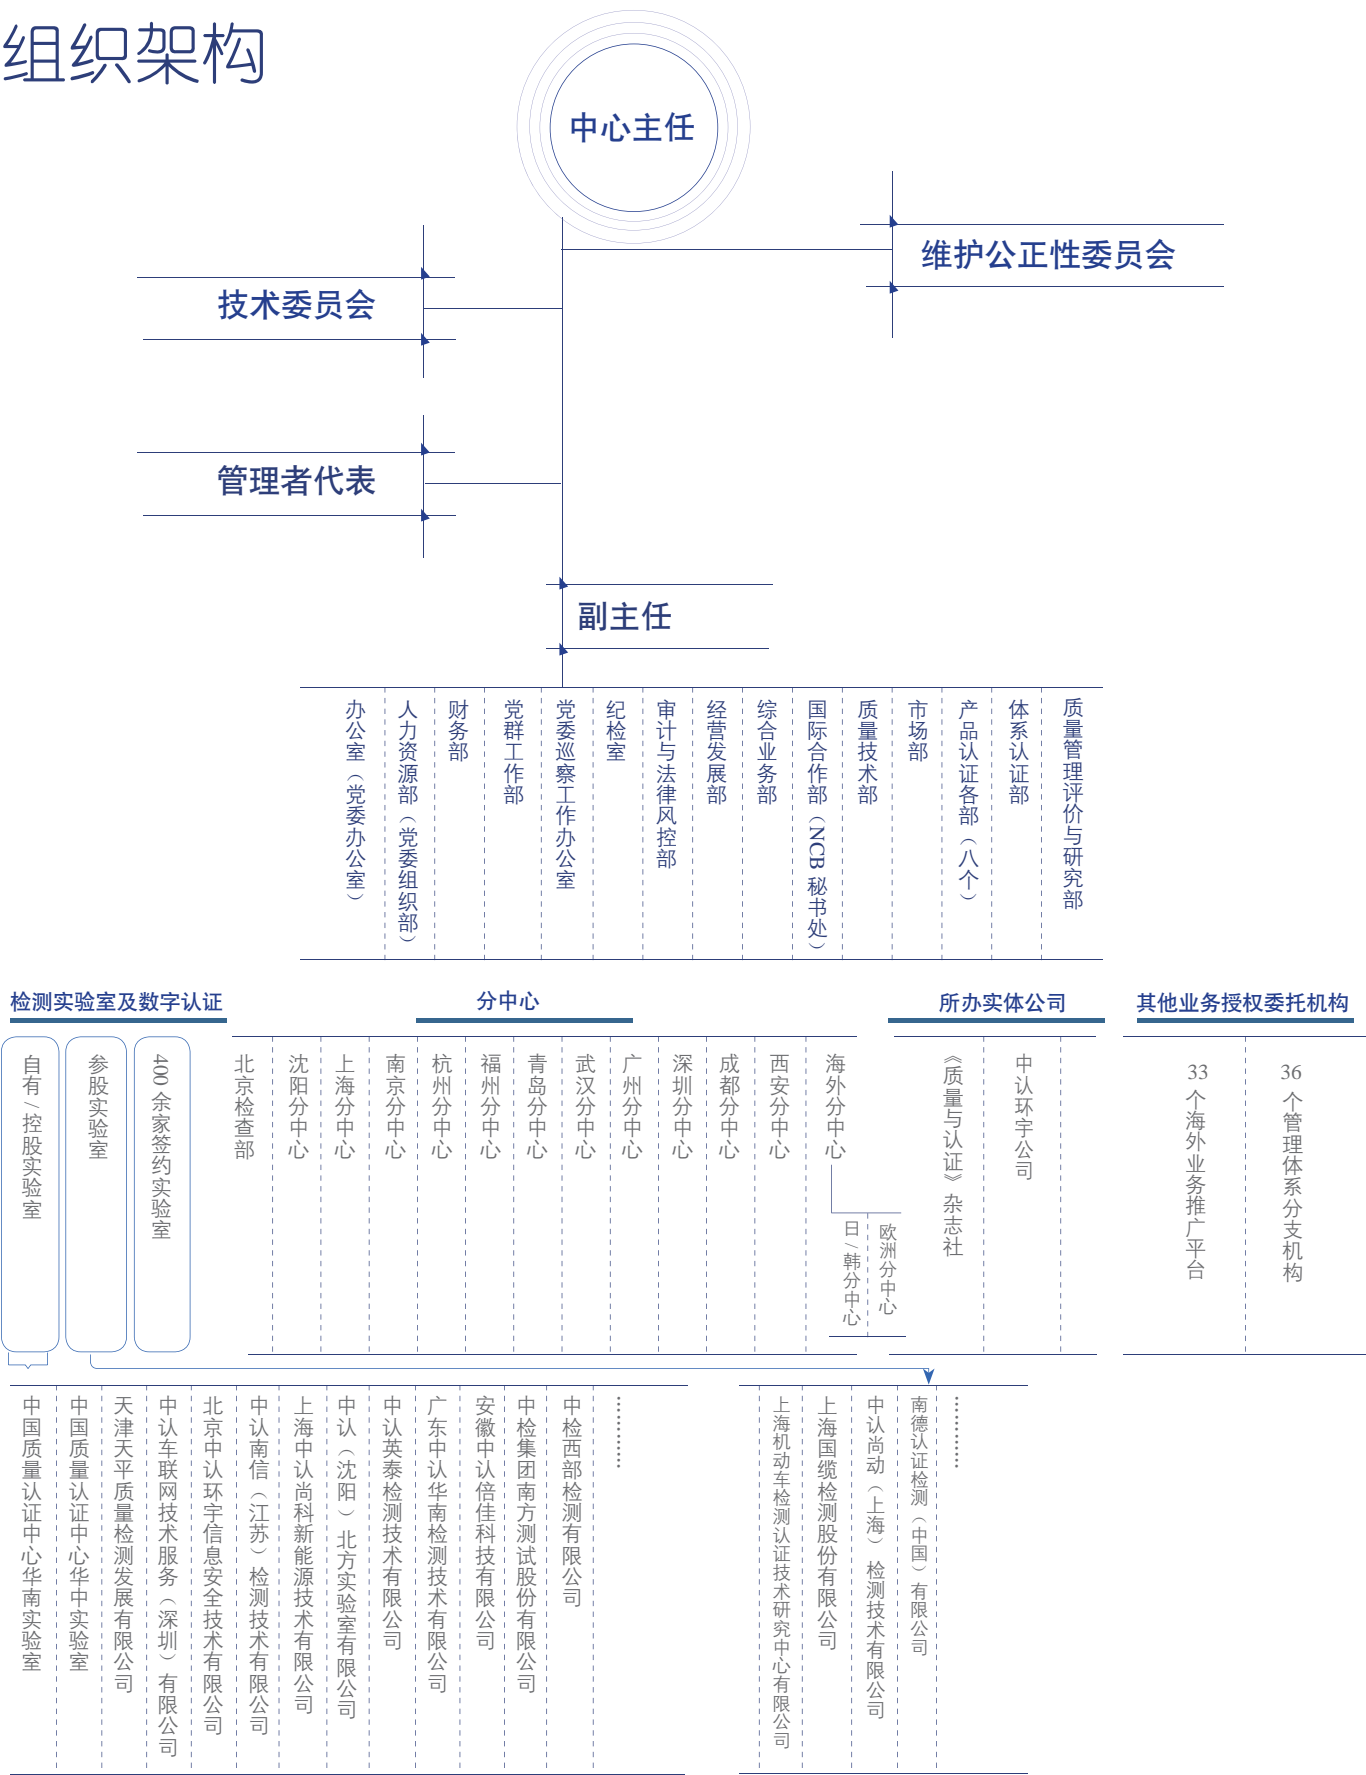 组织架构
中心主任
维护公正性委员会
技术委员会
管理者代表
副主任
办公室（党委办公室）
人力资源部（党委组织部）
财务部
党群工作部
党委巡察工作办公室
纪检室
审计与法律风控部
经营发展部
综合业务部
国际合作部（NCB 秘书处）
质量技术部
市场部
产品认证各部（八个）
体系认证部
质量管理评价与研究部
检测实验室及数字认证
分中心
所办实体公司
其他业务授权委托机构
自有/控股实验室
参股实验室
400 余家签约实验室
北京检查部
沈阳分中心
上海分中心
南京分中心
杭州分中心
福州分中心
青岛分中心
武汉分中心
广州分中心
深圳分中心
成都分中心
西安分中心
海外分中心
日/韩分中心
欧洲分中心
《质量与认证》杂志社
中认环宇公司
33 个海外业务推广平台
36 个管理体系分支机构
中国质量认证中心华南实验室
中国质量认证中心华中实验室
天津天平质量检测发展有限公司
中认车联网技术服务（深圳）有限公司
北京中认环宇信息安全技术有限公司
中认南信（江苏）检测技术有限公司
上海中认尚科新能源技术有限公司
中认（沈阳）北方实验室有限公司
中认英泰检测技术有限公司
广东中认华南检测技术有限公司
安徽中认倍佳科技有限公司
中检集团南方测试股份有限公司
中检西部检测有限公司
…………
上海机动车检测认证技术研究中心有限公司
上海国缆检测股份有限公司
中认尚动（上海）检测技术有限公司
南德认证检测（中国）有限公司
…………